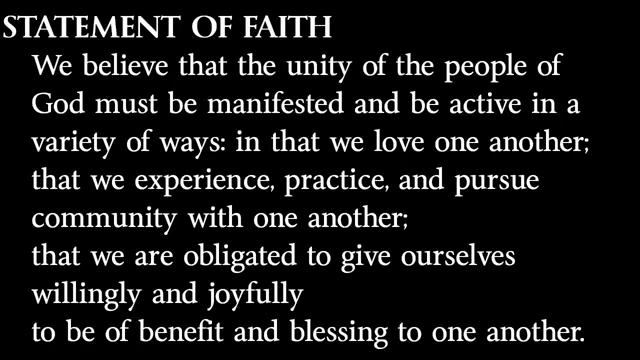 STATEMENT OF FAITH
We believe that the unity of the people of
God must be manifested and be active in a
variety of ways: in that we love one another;
that we experience, practice, and pursue
community with one another;
that we are obligated to give ourselves
willingly and joyfully
to be of benefit and blessing to one another.